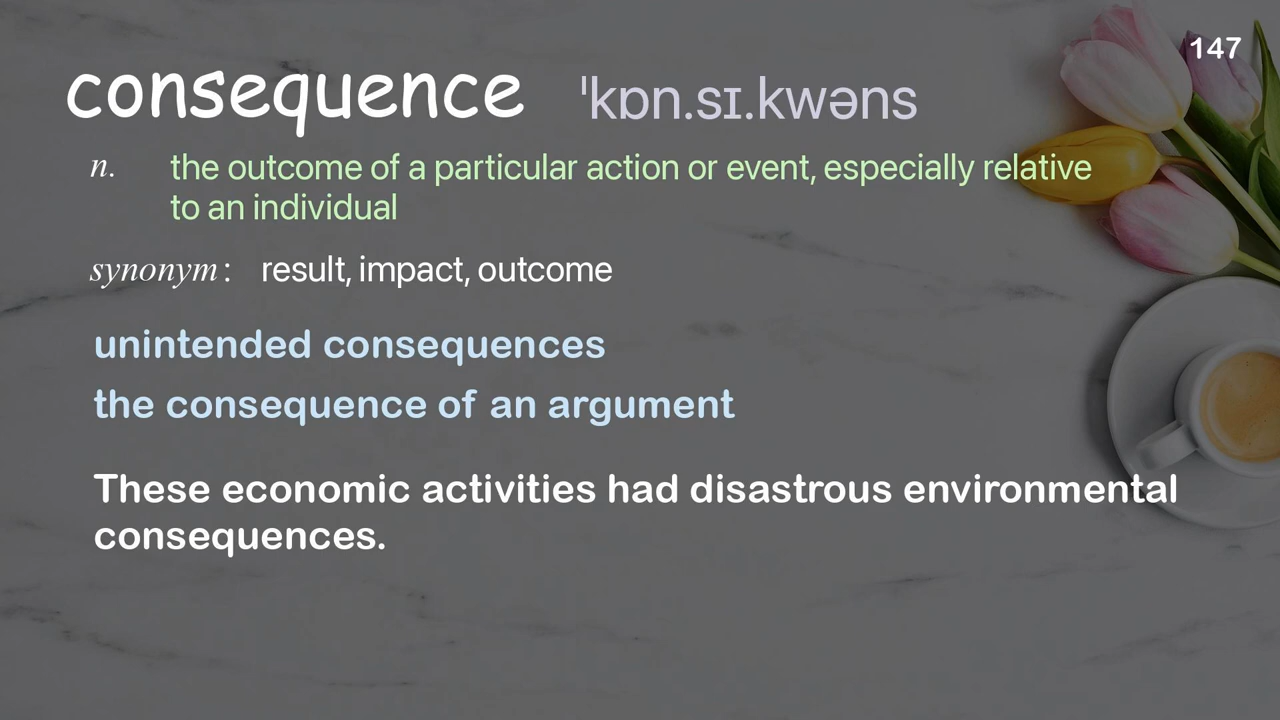 147
consequence ˈkɒn.sɪ.kwəns
n. the outcome of a particular action or event, especially relative
to an individual
synonym: result, impact, outcome
unintended consequences
the consequence of an argument
These economic activities had disastrous environmental
consequences.